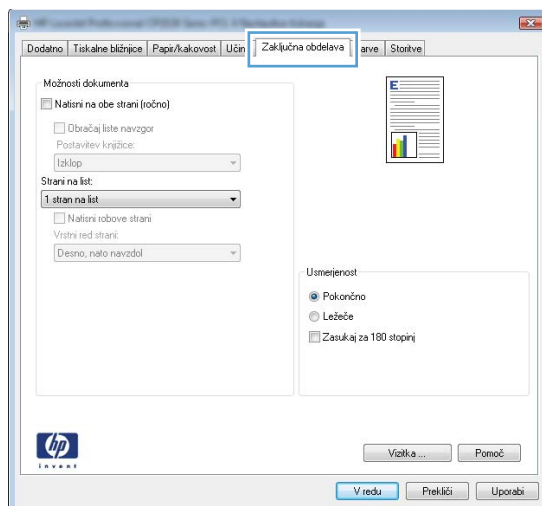 Dodatno Tiskalne bližnjice Papir/kakovost Učin Zaključna obdelava arve Storitve
Možnosti dokumenta
Natisni na obe strani (ročno)
Obračaj liste navzgor
Postavitev knjižice:
Izklop
Strani na list:
1 stran na list
Natisni robove strani
Vrstni red strani:
Desno, nato navzdol
E
Usmerjenost
Pokončno
Ležeče
Zasukaj za 180 stopinj
hp
invent
Vizitka ... Pomoč
V redu Prekliči Uporabi